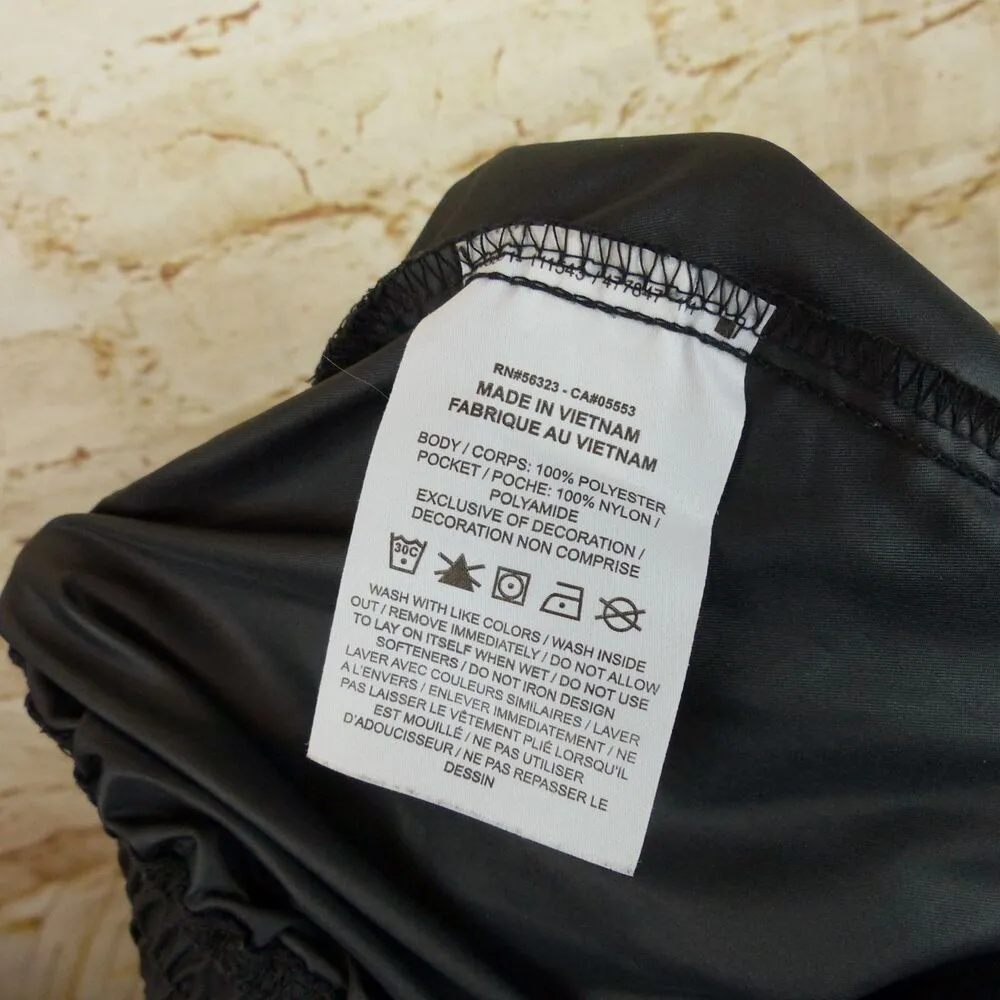 RN#56323 - CA#05553
MADE IN VIETNAM
FABRIQUE AU VIETNAM
BODY / CORPS: 100% POLYESTER
POCKET / POCHE: 100% NYLON /
POLYAMIDE
EXCLUSIVE OF DECORATION /
DECORATION NON COMPRISE
30C
WASH WITH LIKE COLORS / WASH INSIDE
OUT / REMOVE IMMEDIATELY / DO NOT ALLOW
TO LAY ON ITSELF WHEN WET / DO NOT USE
SOFTENERS / DO NOT IRON DESIGN
LAVER AVEC COULEURS SIMILAIRES / LAVER
A L'ENVERS / ENLEVER IMMEDIATEMENT / NE
PAS LAISSER LE VÊTEMENT PLIÉ LORSQU'IL
EST MOUILLÉ / NE PAS UTILISER
D'ADOUCISSEUR / NE PAS REPASSER LE
DESSIN